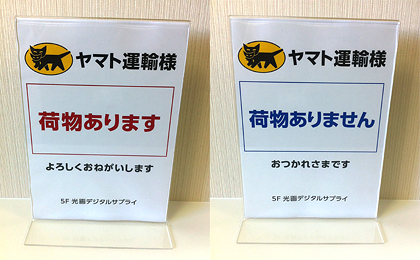 ヤマト運輸様
荷物あります
よろしくおねがいします
5F 光画デジタルサプライ
ヤマト運輸様
荷物ありません
おつかれさまです
5F 光画デジタルサプライ